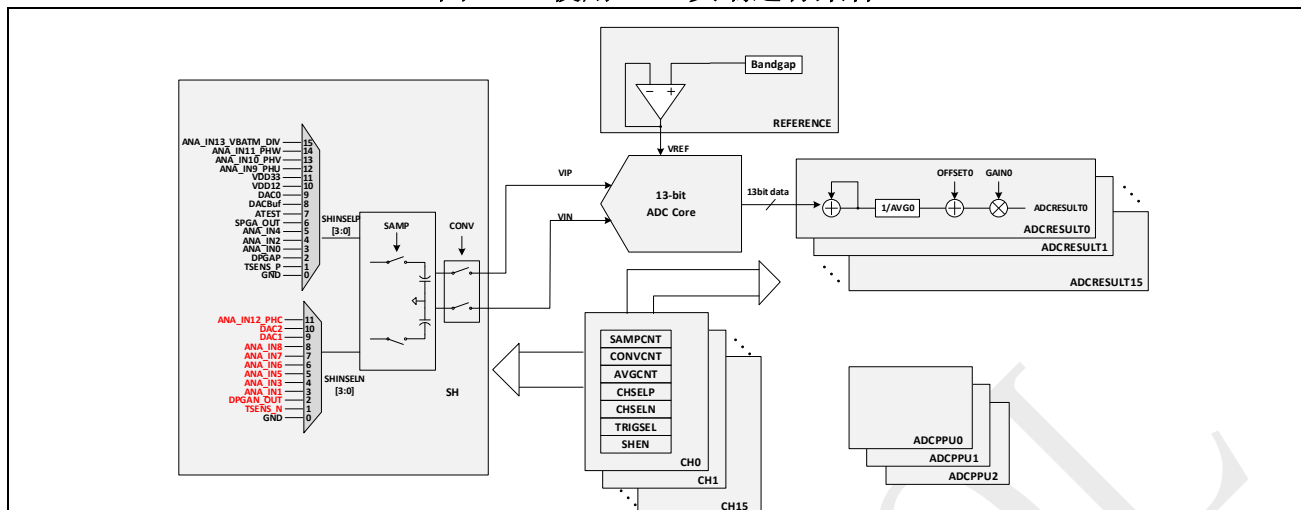 Bandgap
REFERENCE
VREF
ANA_IN13_VBATM_DIV 15
ANA_IN11_PHW 14
ANA_IN10_PHV 13
ANA_IN9_PHU 12
VDD33 11
VDD12 10
DAC0 9
DACBuf 8
ATEST 7
SPGA_OUT 6
ANA_IN4 5
ANA_IN2 4
ANA_IN0 3
DPGAP 2
TSENS_P 1
GND 0
SHINSELP
[3:0]
SAMP
CONV
VIP
VIN
13-bit
ADC Core
13bit data
OFFSET0 GAIN0
1/AVG0
ADCRESULT0
ADCRESULT0
ADCRESULT1
ADCRESULT15
ANA_IN12_PHC 11
DAC2 10
DAC1 9
ANA_IN8 8
ANA_IN7 7
ANA_IN6 6
ANA_IN5 5
ANA_IN3 4
ANA_IN1 3
DPGAN_OUT 2
TSENS_N 1
GND 0
SHINSELN
[3:0]
SH
SAMPCNT
CONVCNT
AVGCNT
CHSELP
CHSELN
TRIGSEL
SHEN
CH0
CH1
CH15
ADCPPU0
ADCPPU1
ADCPPU2